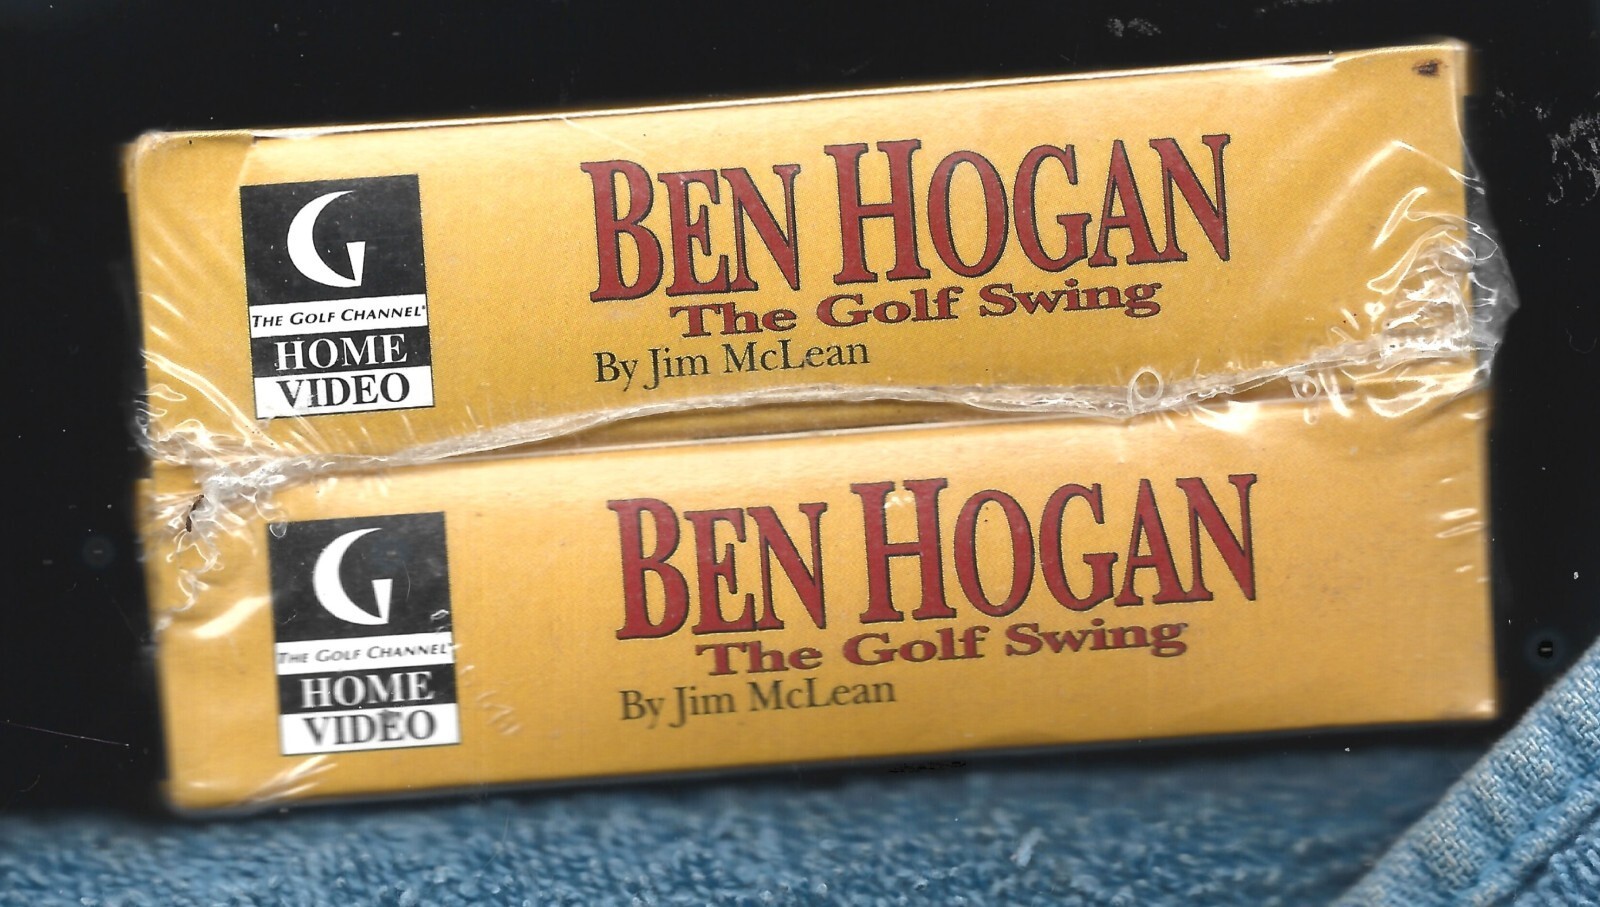 G
THE GOLF CHANNEL
HOME
VIDEO
BEN HOGAN
The Golf Swing
By Jim McLean
G
THE GOLF CHANNEL
HOME
VIDEO
BEN HOGAN
The Golf Swing
By Jim McLean